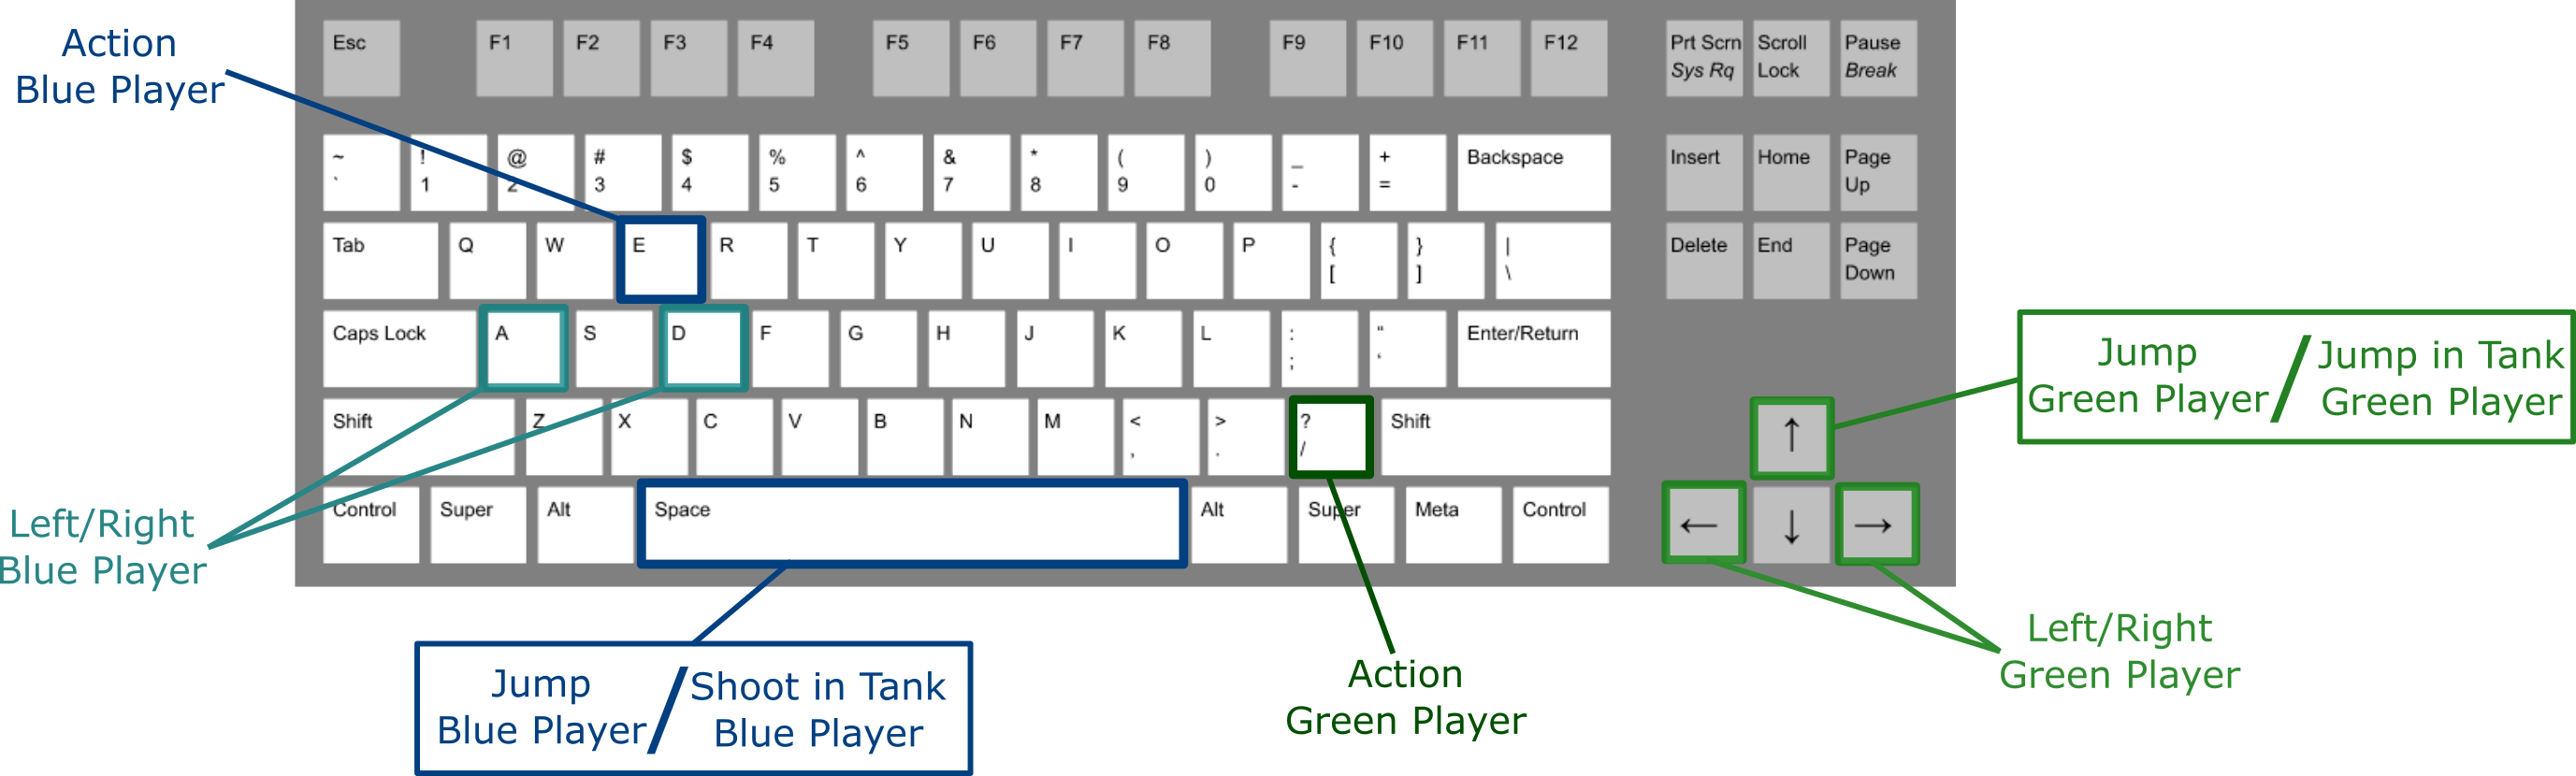 Action
Blue Player
Esc F1 F2 F3 F4 F5 F6 F7 F8 F9 F10 F11 F12 Prt Scrn Scroll Pause
Sys Rq Lock Break
~ ! @ # $ % ^ & * ( ) _ + Backspace Insert Home Page
` 1 2 3 4 5 6 7 8 9 0 - = Up
Tab Q W E R T Y U I O P { } | Delete End Page
[ ] \ Down
Caps Lock A S D F G H J K L : “ Enter/Return
; ‘
Shift Z X C V B N M < > ? Shift ↑
, . /
Control Super Alt Space Alt Super Meta Control ← ↓ →
Left/Right
Blue Player
Jump / Jump in Tank
Green Player Green Player
Left/Right
Green Player
Jump / Shoot in Tank
Blue Player Blue Player
Action
Green Player